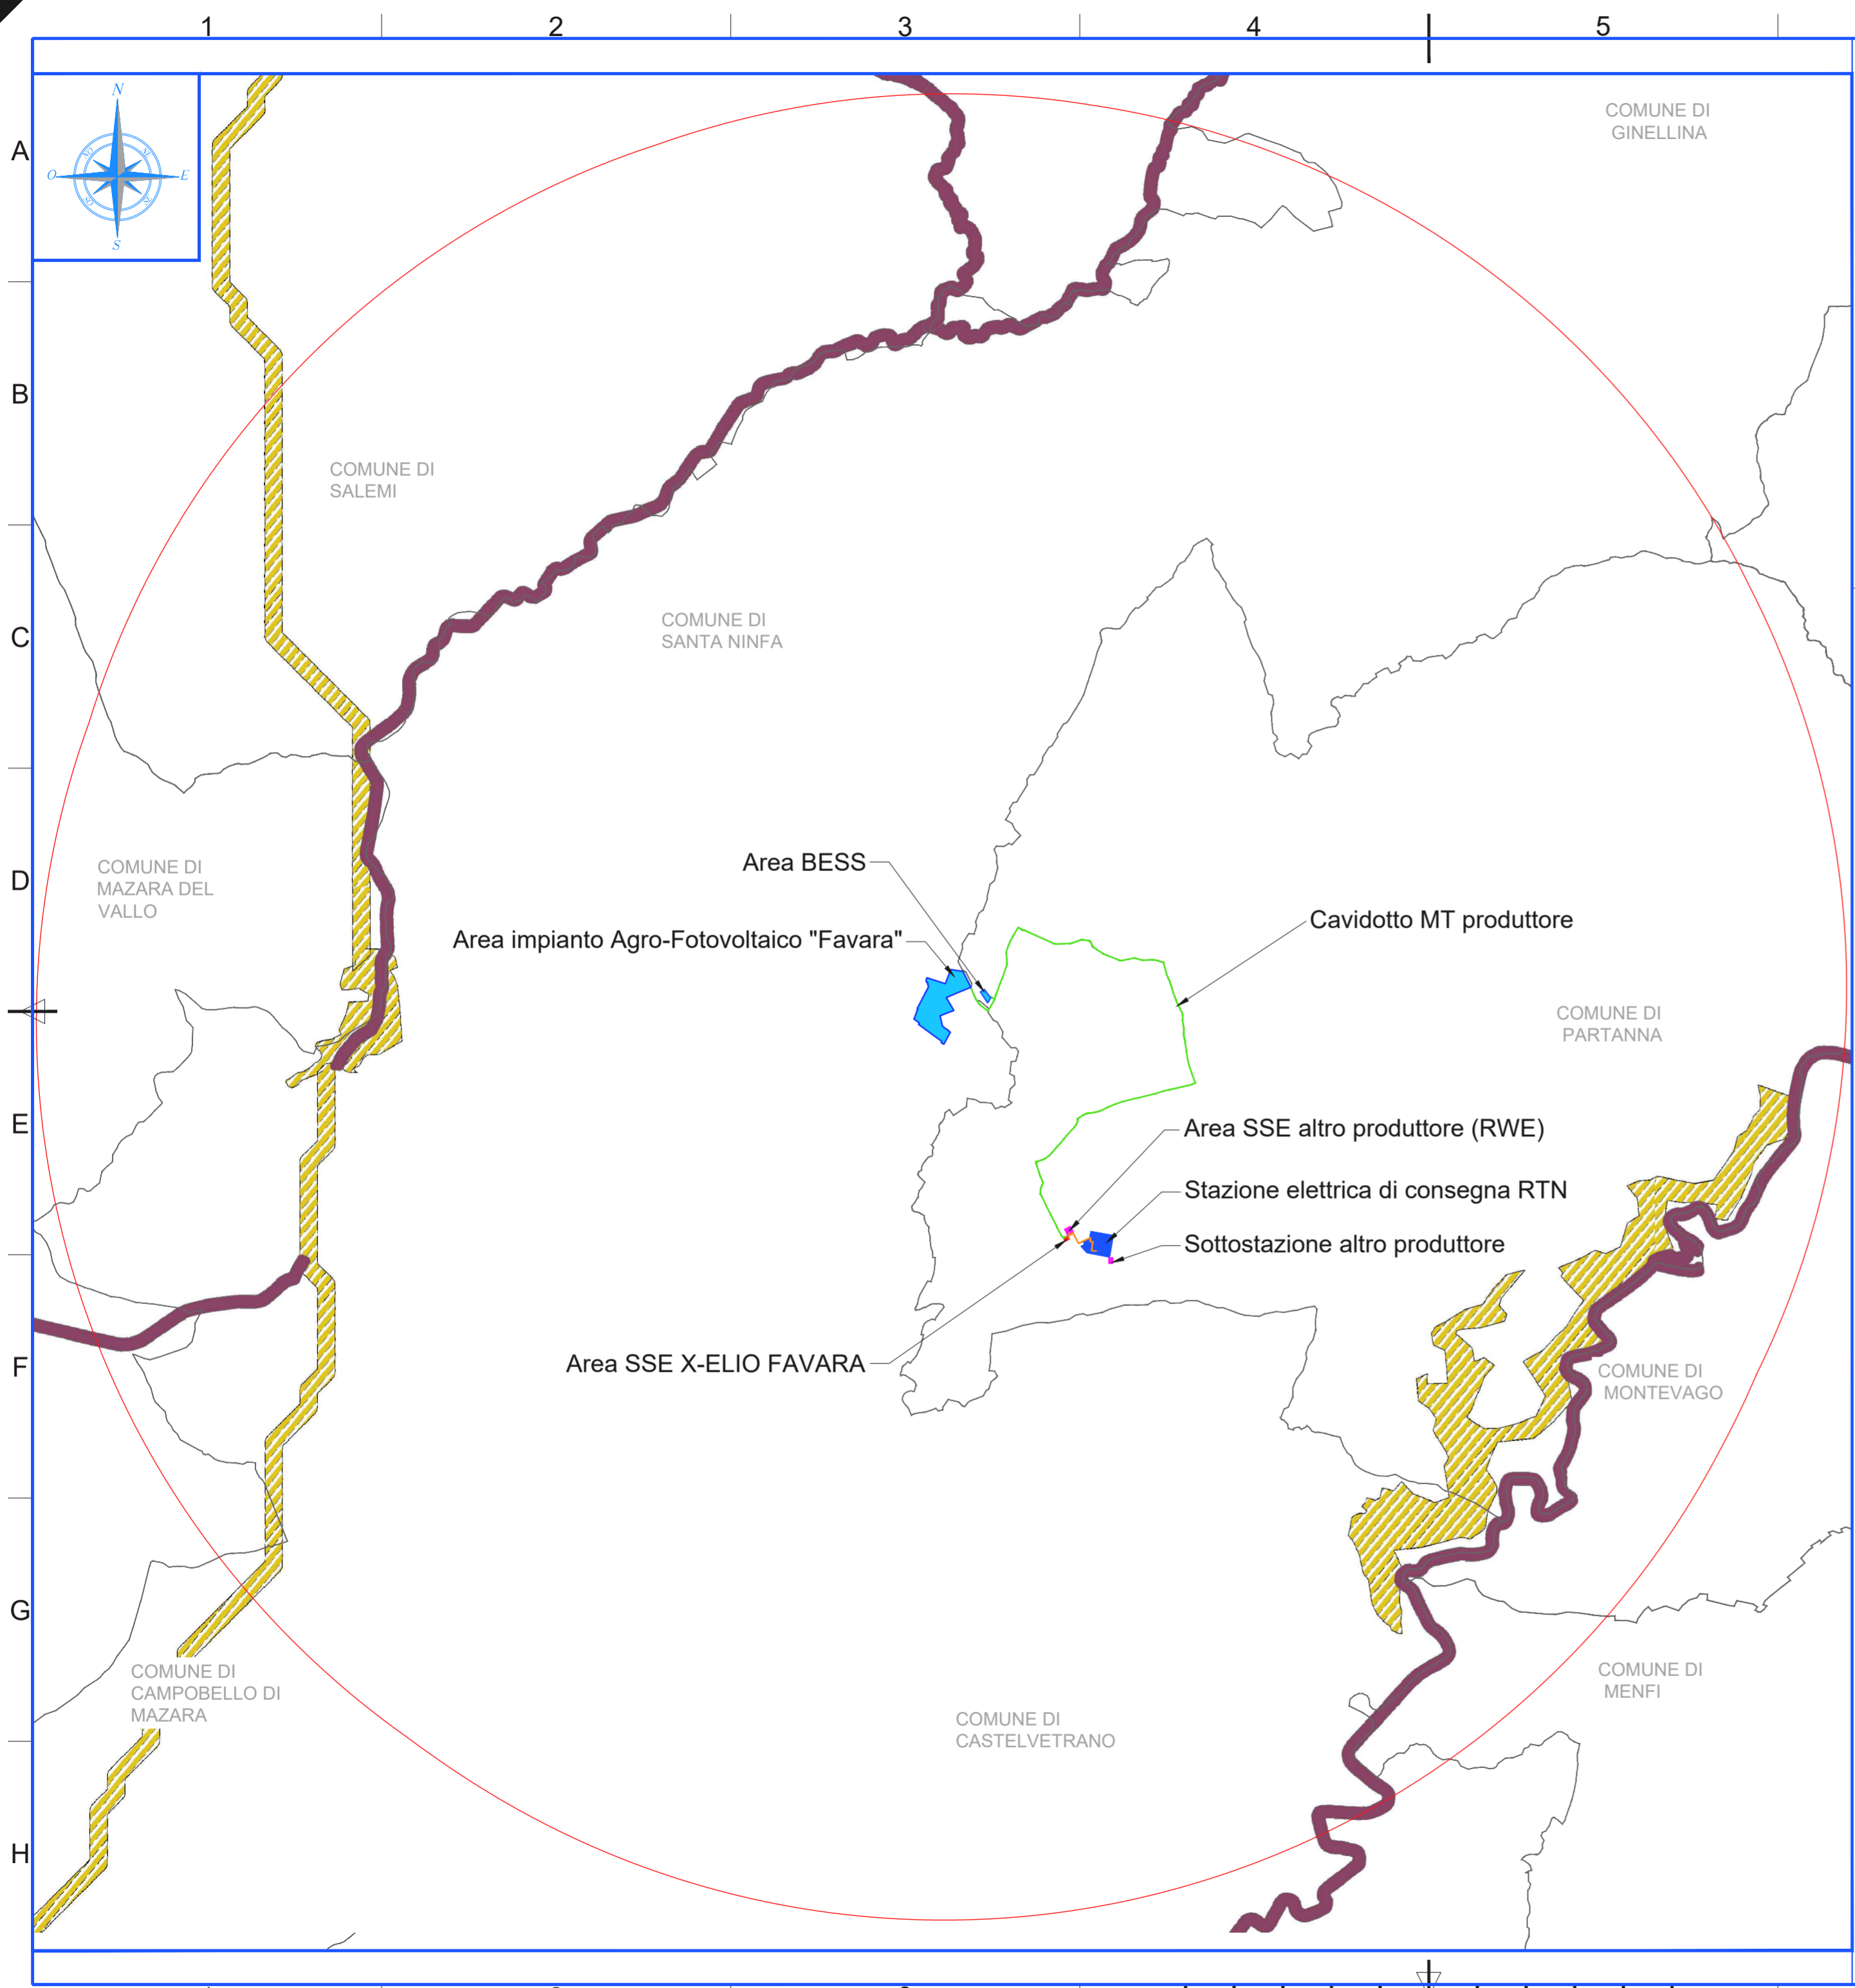 1 2 3 4 5
A
B
C
D
E
F
G
H
N
NO NE
O E
S
COMUNE DI
GINELLINA
COMUNE DI
SALEMI
COMUNE DI
SANTA NINFA
COMUNE DI
MAZARA DEL
VALLO
Area BESS
Area impianto Agro-Fotovoltaico "Favara"
Cavidotto MT produttore
COMUNE DI
PARTANNA
Area SSE altro produttore (RWE)
Stazione elettrica di consegna RTN
Sottostazione altro produttore
Area SSE X-ELIO FAVARA
COMUNE DI
MONTEVAGO
COMUNE DI
CAMPOBELLO DI
MAZARA
COMUNE DI
MENFI
COMUNE DI
CASTELVETRANO